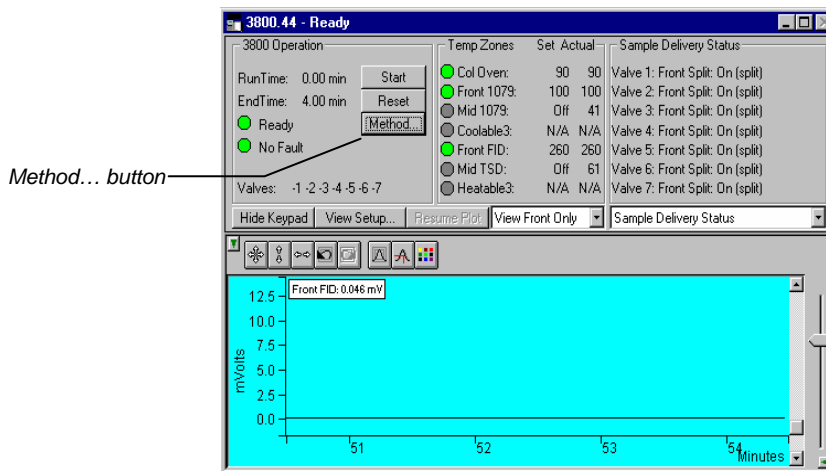 3800.44 - Ready
3800 Operation
RunTime: 0.00 min Start
EndTime: 4.00 min Reset
Ready Method...
No Fault
Valves: -1 -2 -3 -4 -5 -6 -7
Temp Zones Set Actual
Col Oven: 90 90
Front 1079: 100 100
Mid 1079: Off 41
Coolable3: N/A N/A
Front FID: 260 260
Mid TSD: Off 61
Heatable3: N/A N/A
Sample Delivery Status
Valve 1: Front Split: On (split)
Valve 2: Front Split: On (split)
Valve 3: Front Split: On (split)
Valve 4: Front Split: On (split)
Valve 5: Front Split: On (split)
Valve 6: Front Split: On (split)
Valve 7: Front Split: On (split)
Method… button
Hide Keypad View Setup... Resume Plot View Front Only Sample Delivery Status
Front FID: 0.046 mV
mVolts
12.5
10.0
7.5
5.0
2.5
0.0
51 52 53 54
Minutes